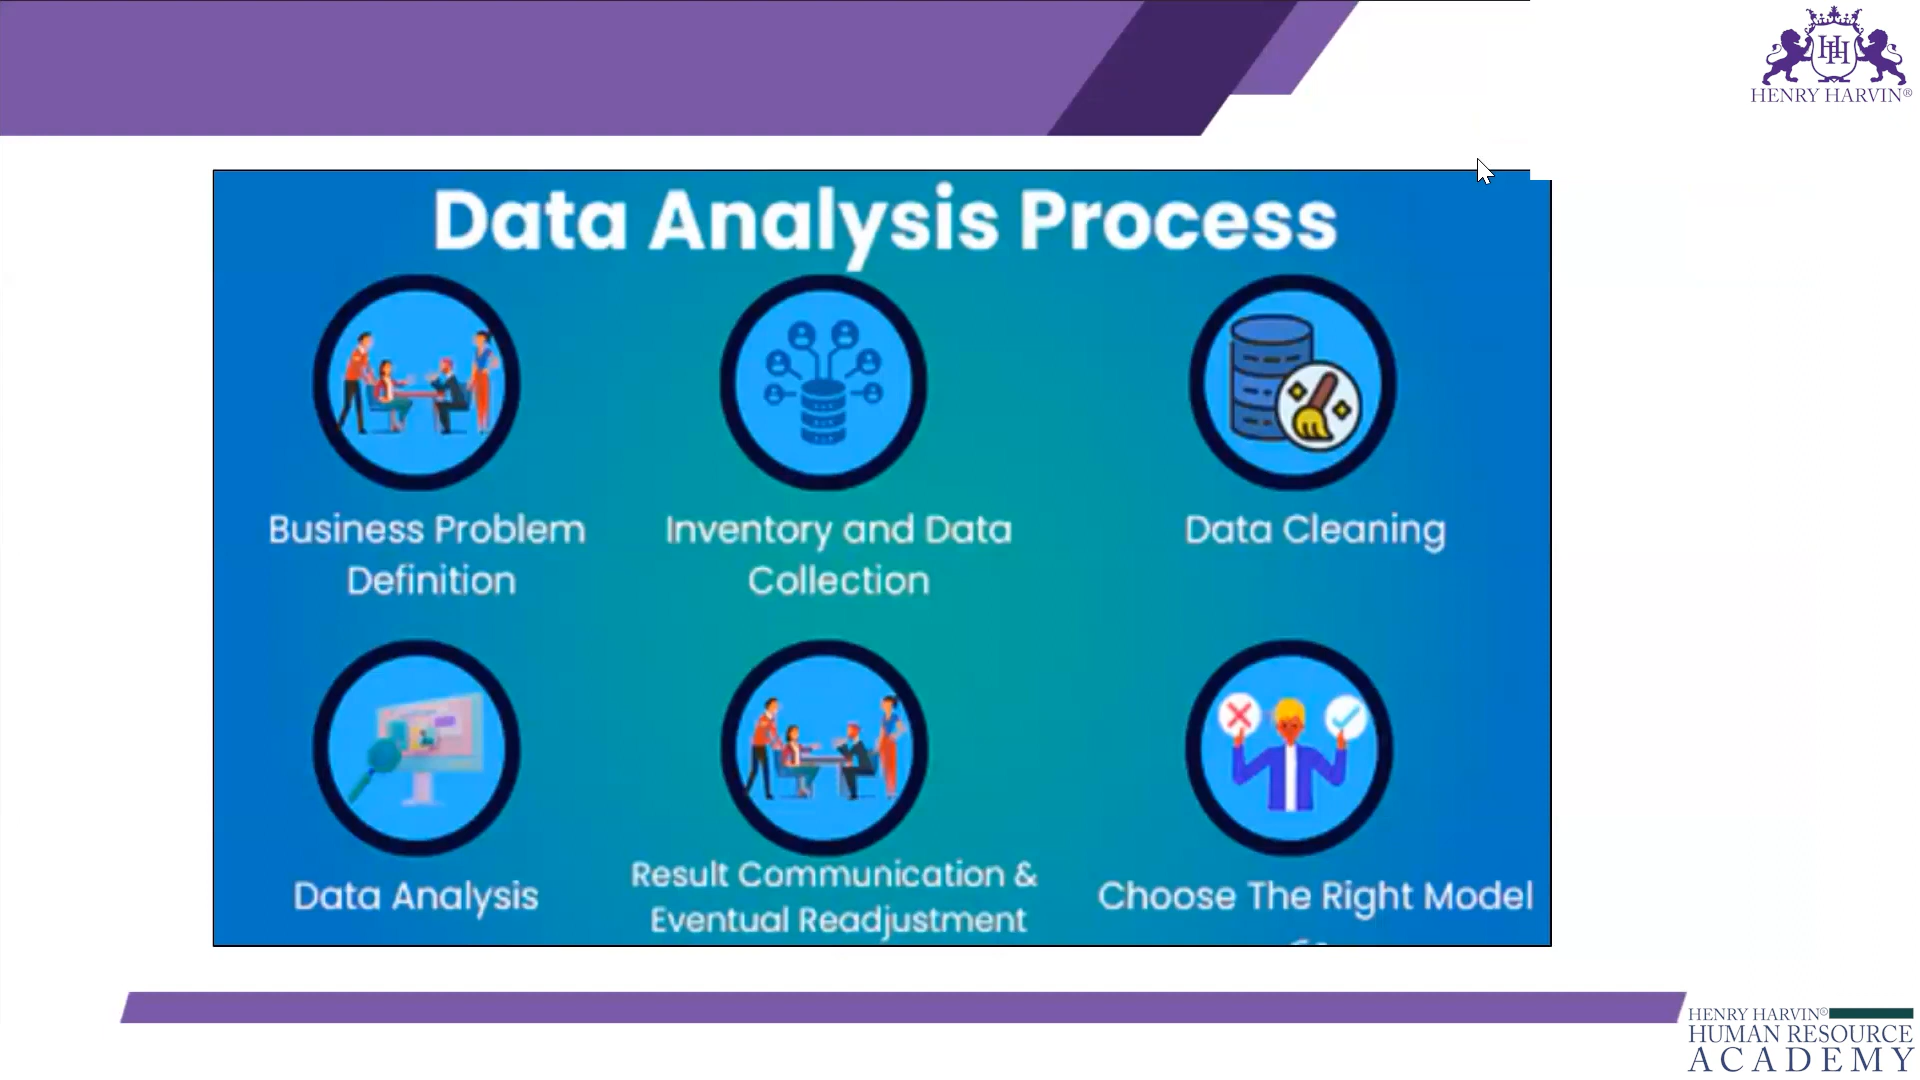 HH
HENRY HARVIN®
Data Analysis Process
Business Problem
Definition
Inventory and Data
Collection
Data Cleaning
Data Analysis
Result Communication &
Eventual Readjustment
Choose The Right Model
HENRY HARVIN®
HUMAN RESOURCE
ACADEMY